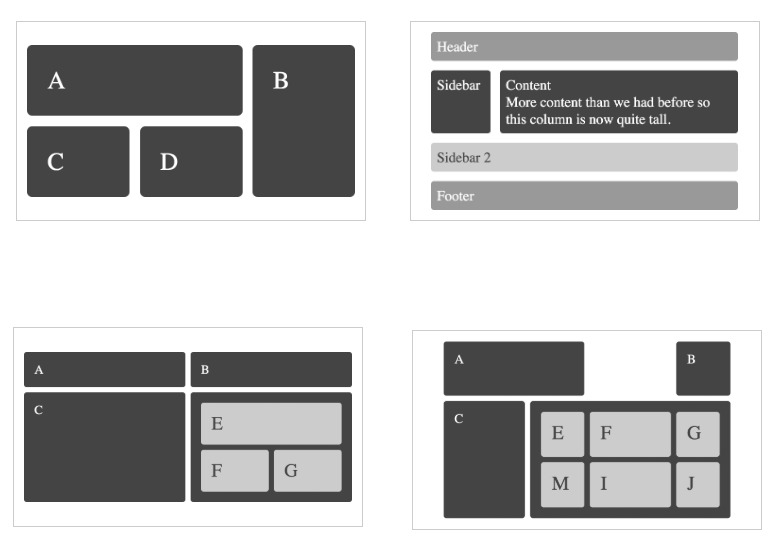 A
B
C
D
Header
Sidebar
Content
More content than we had before so
this column is now quite tall.
Sidebar 2
Footer
A
B
C
E
F
G
A
B
C
E
F
G
M
I
J